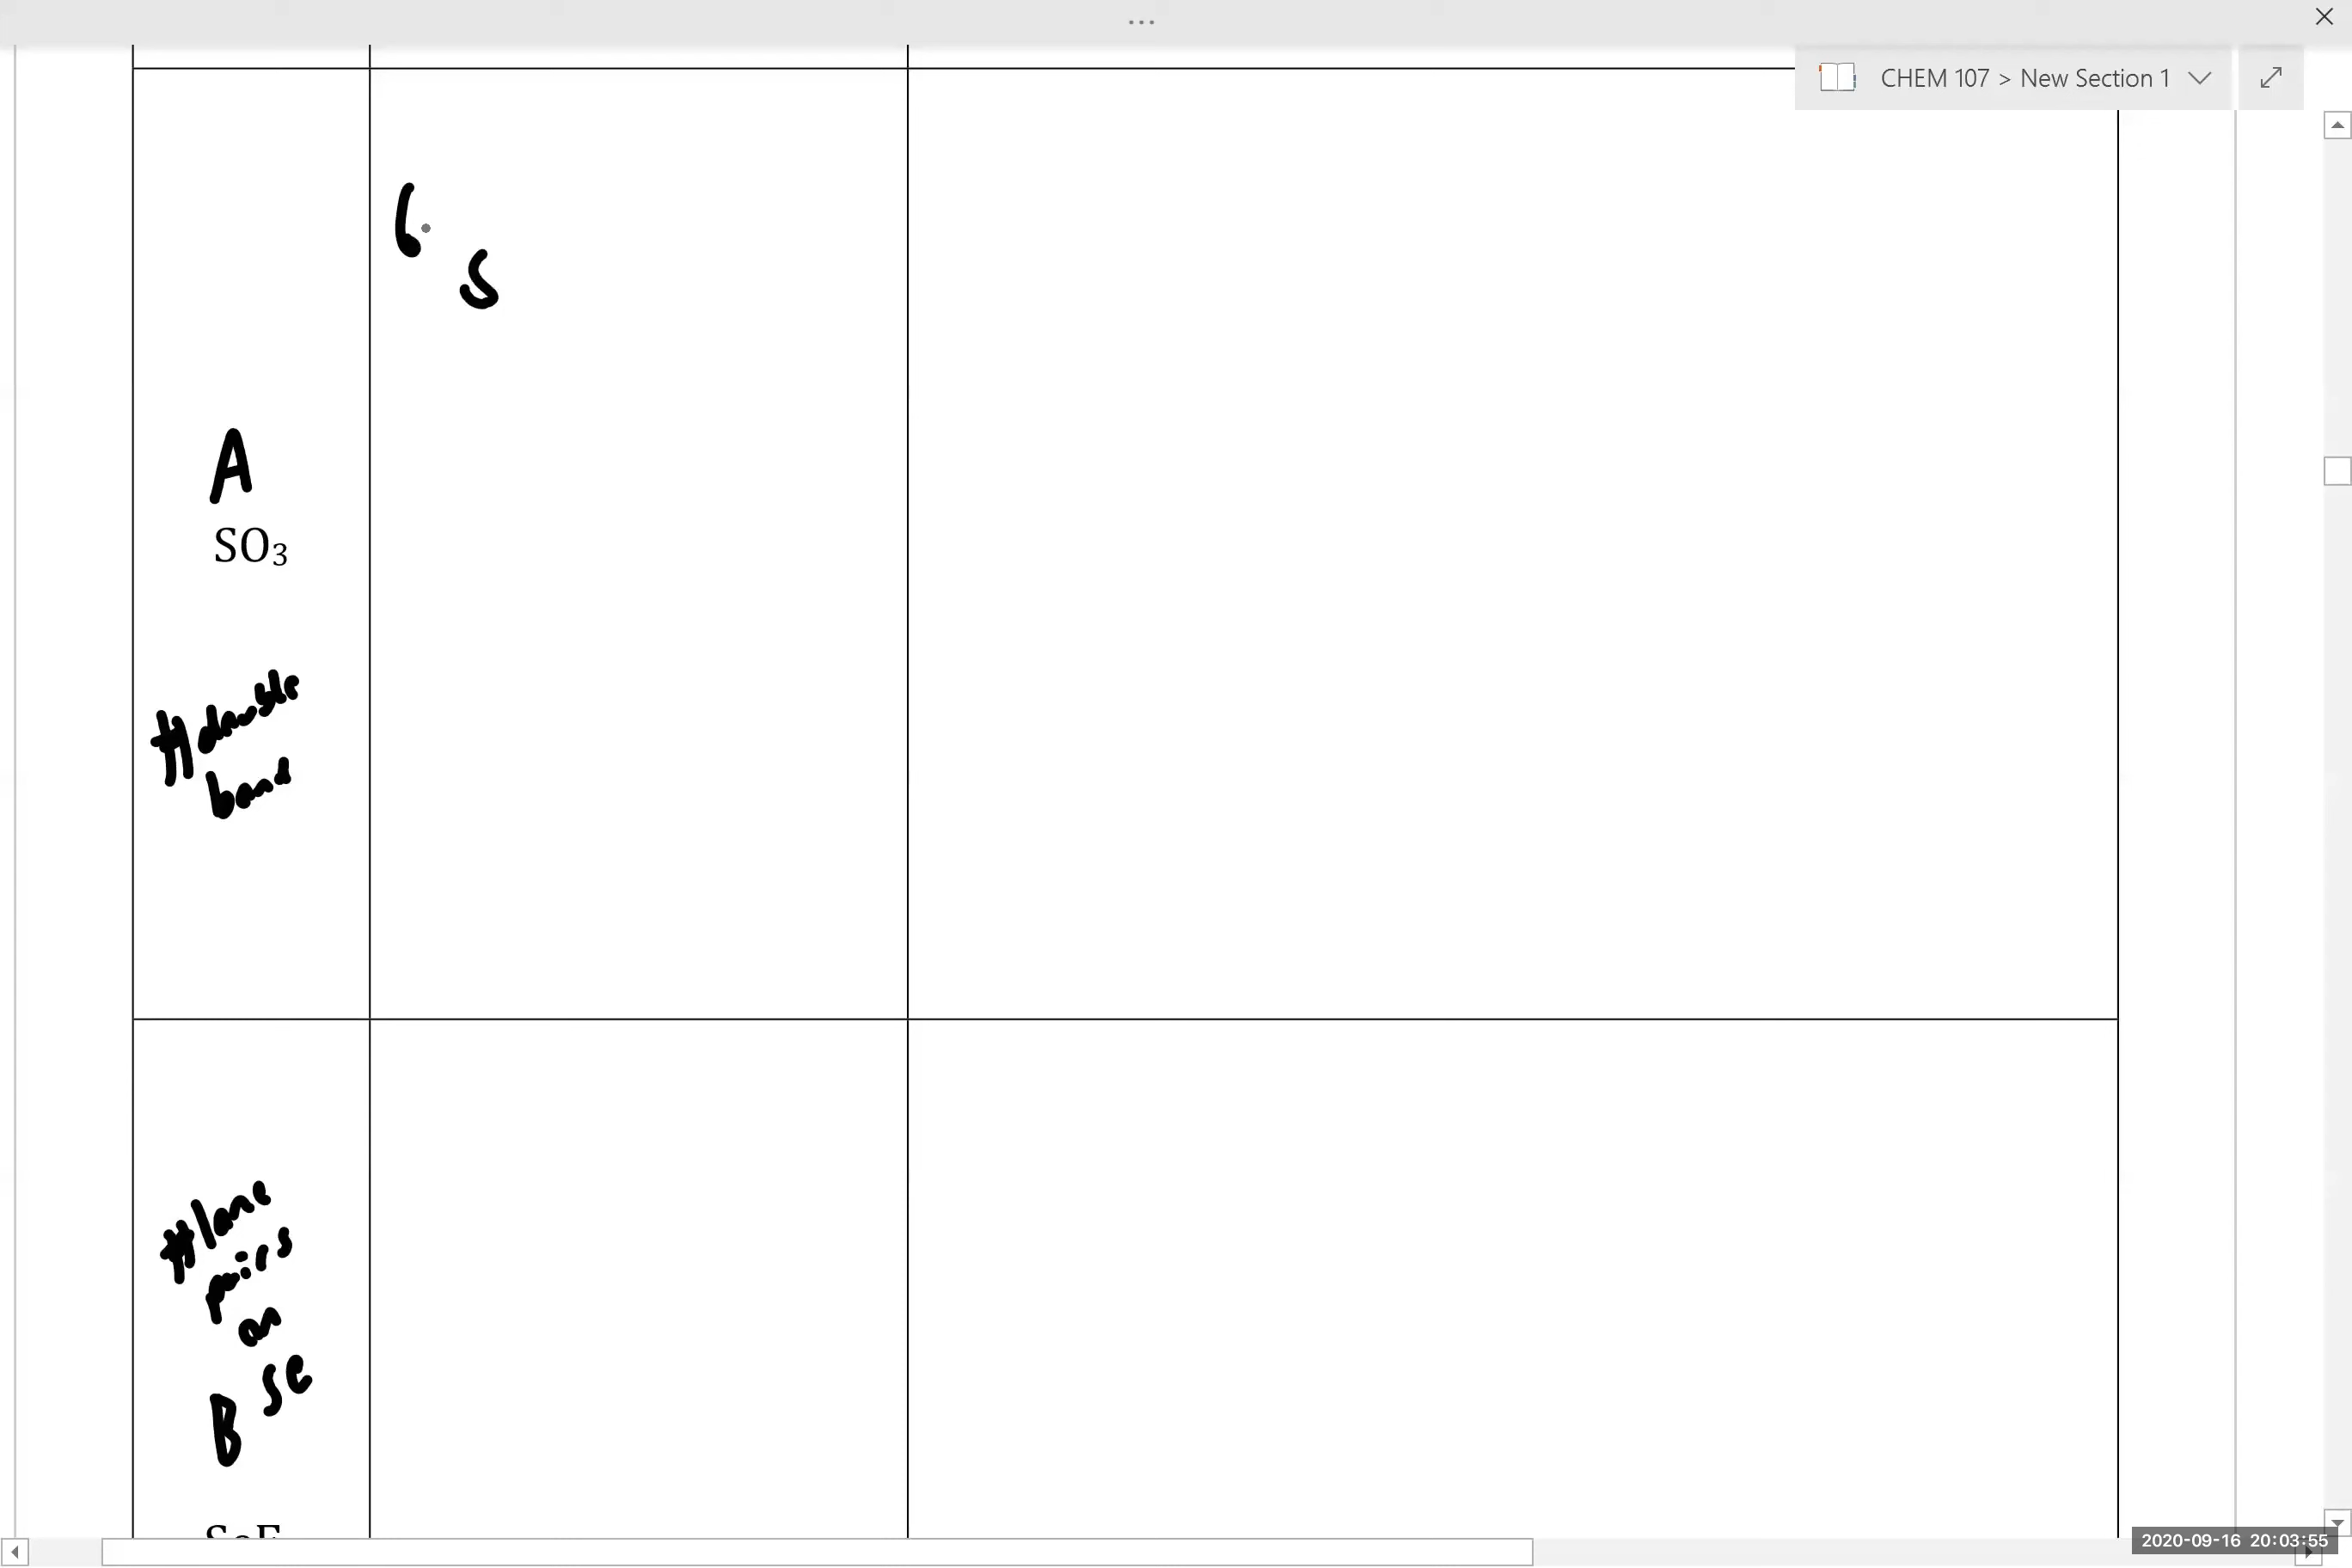 CHEM 107 > New Section 1
6
S
A
SO₃
# double
bond
# lone
pairs
on
Se
B
2020-09-16 20:03:55